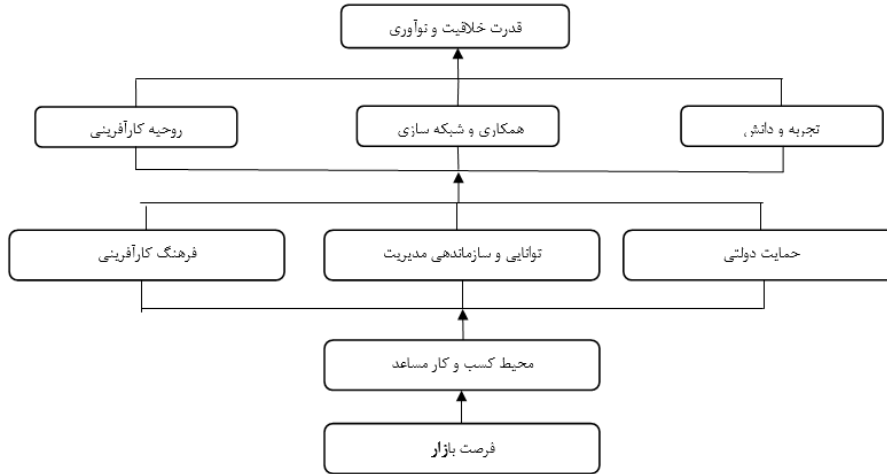 قدرت خلاقیت و نوآوری
تجربه و دانش
همکاری و شبکه سازی
روحیه کارآفرینی
حمایت دولتی
توانایی و سازماندهی مدیریت
فرهنگ کارآفرینی
محیط کسب و کار مساعد
فرصت بازار